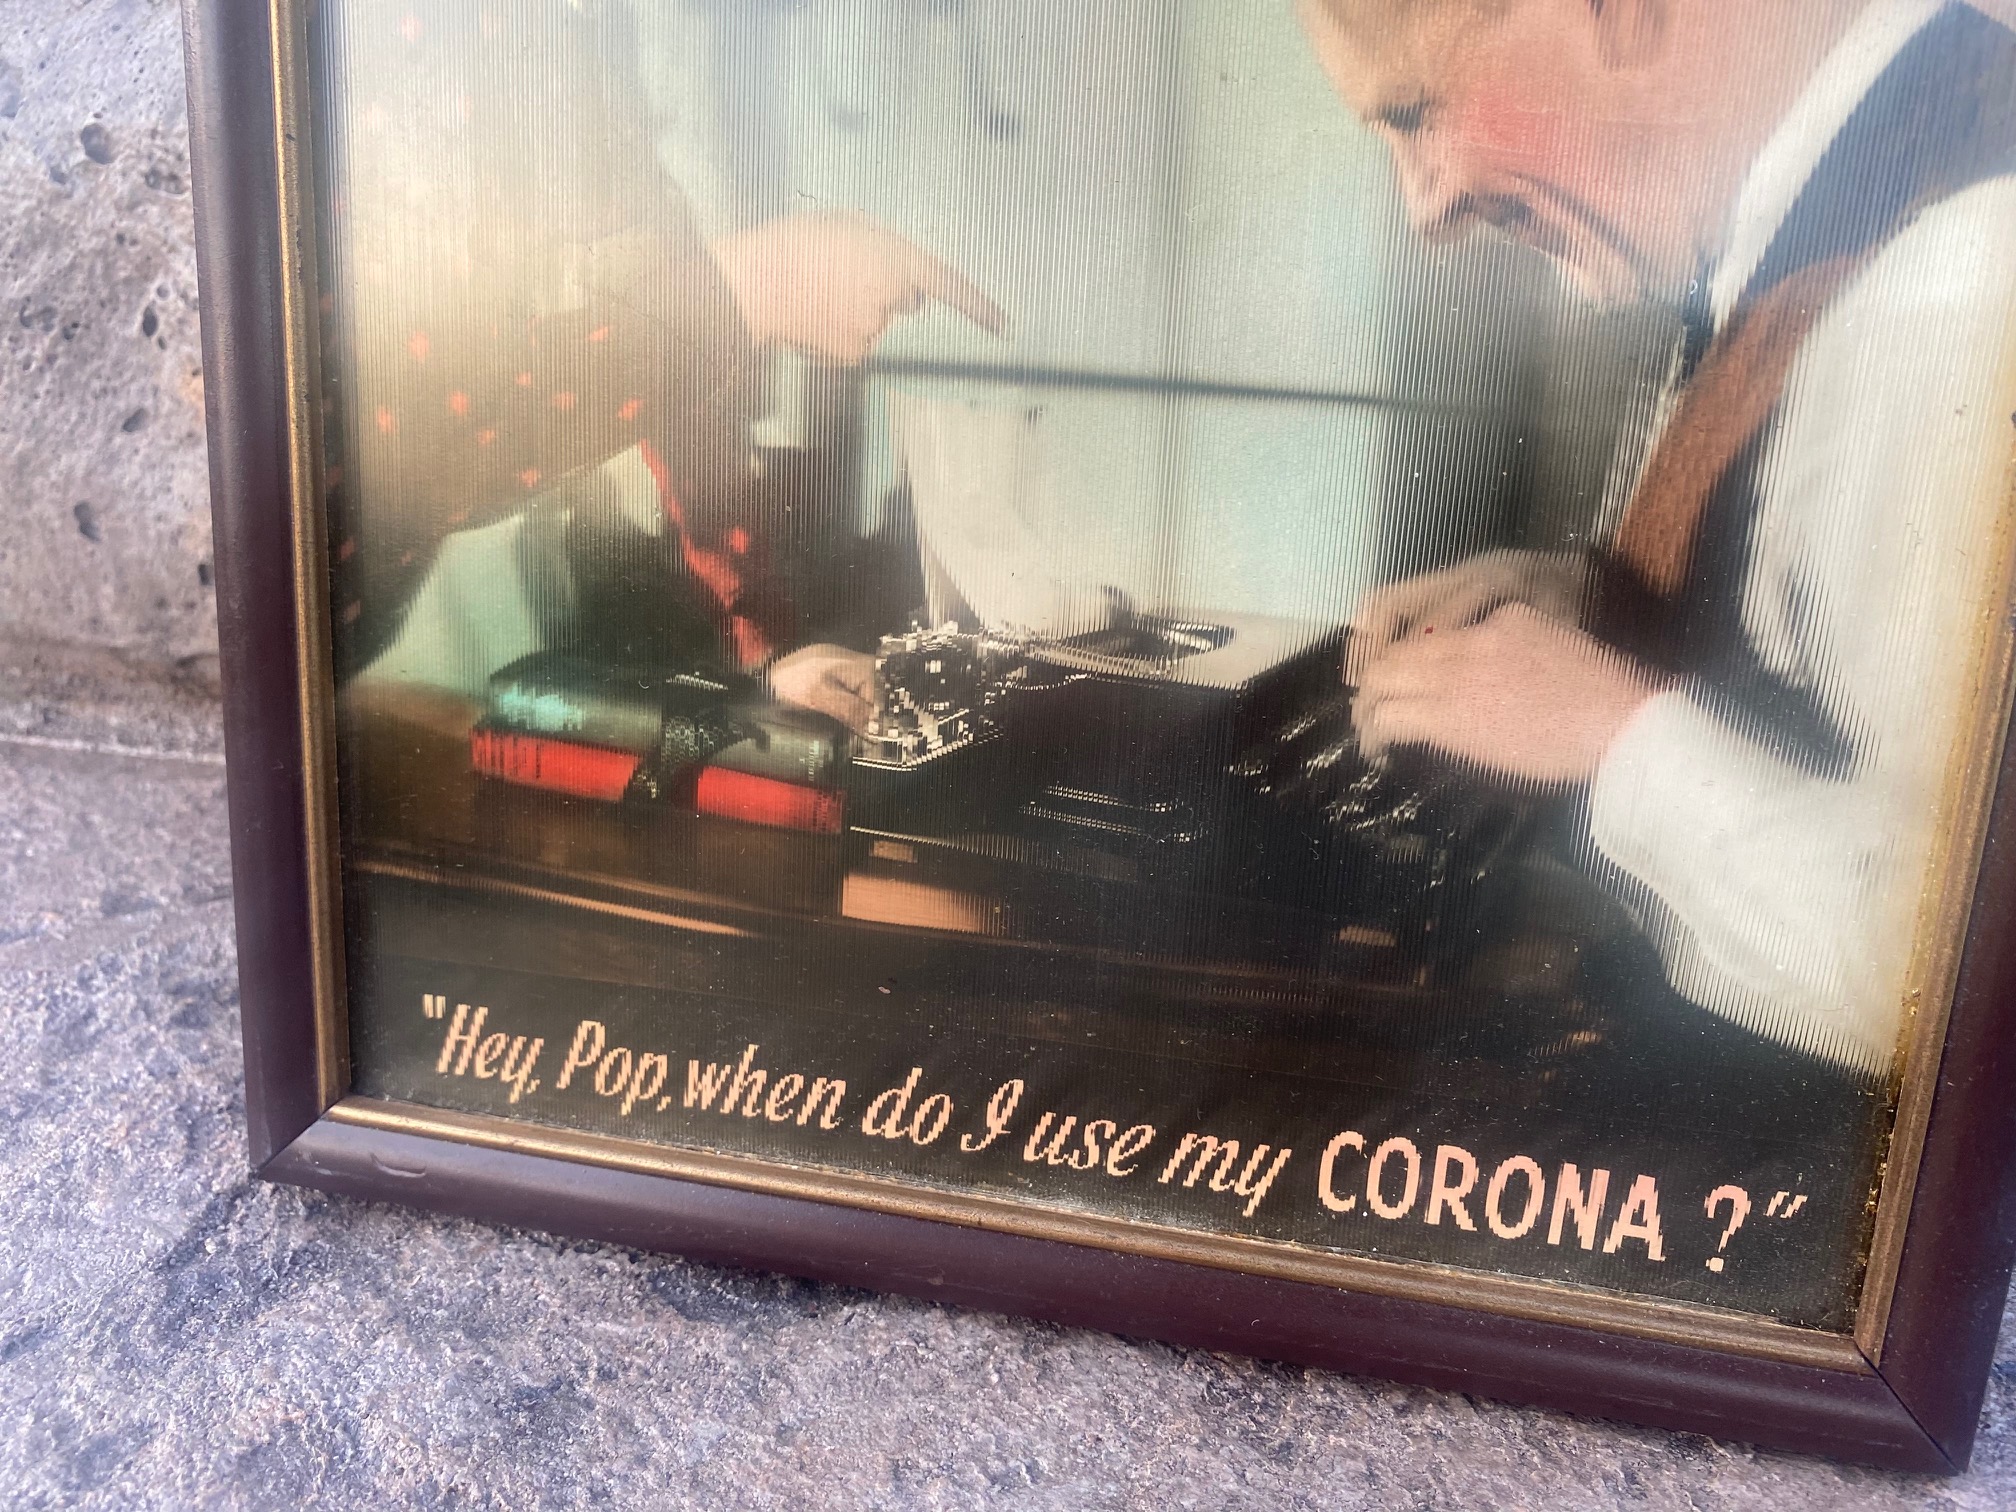 "Hey, Pop, when do I use my CORONA ?"